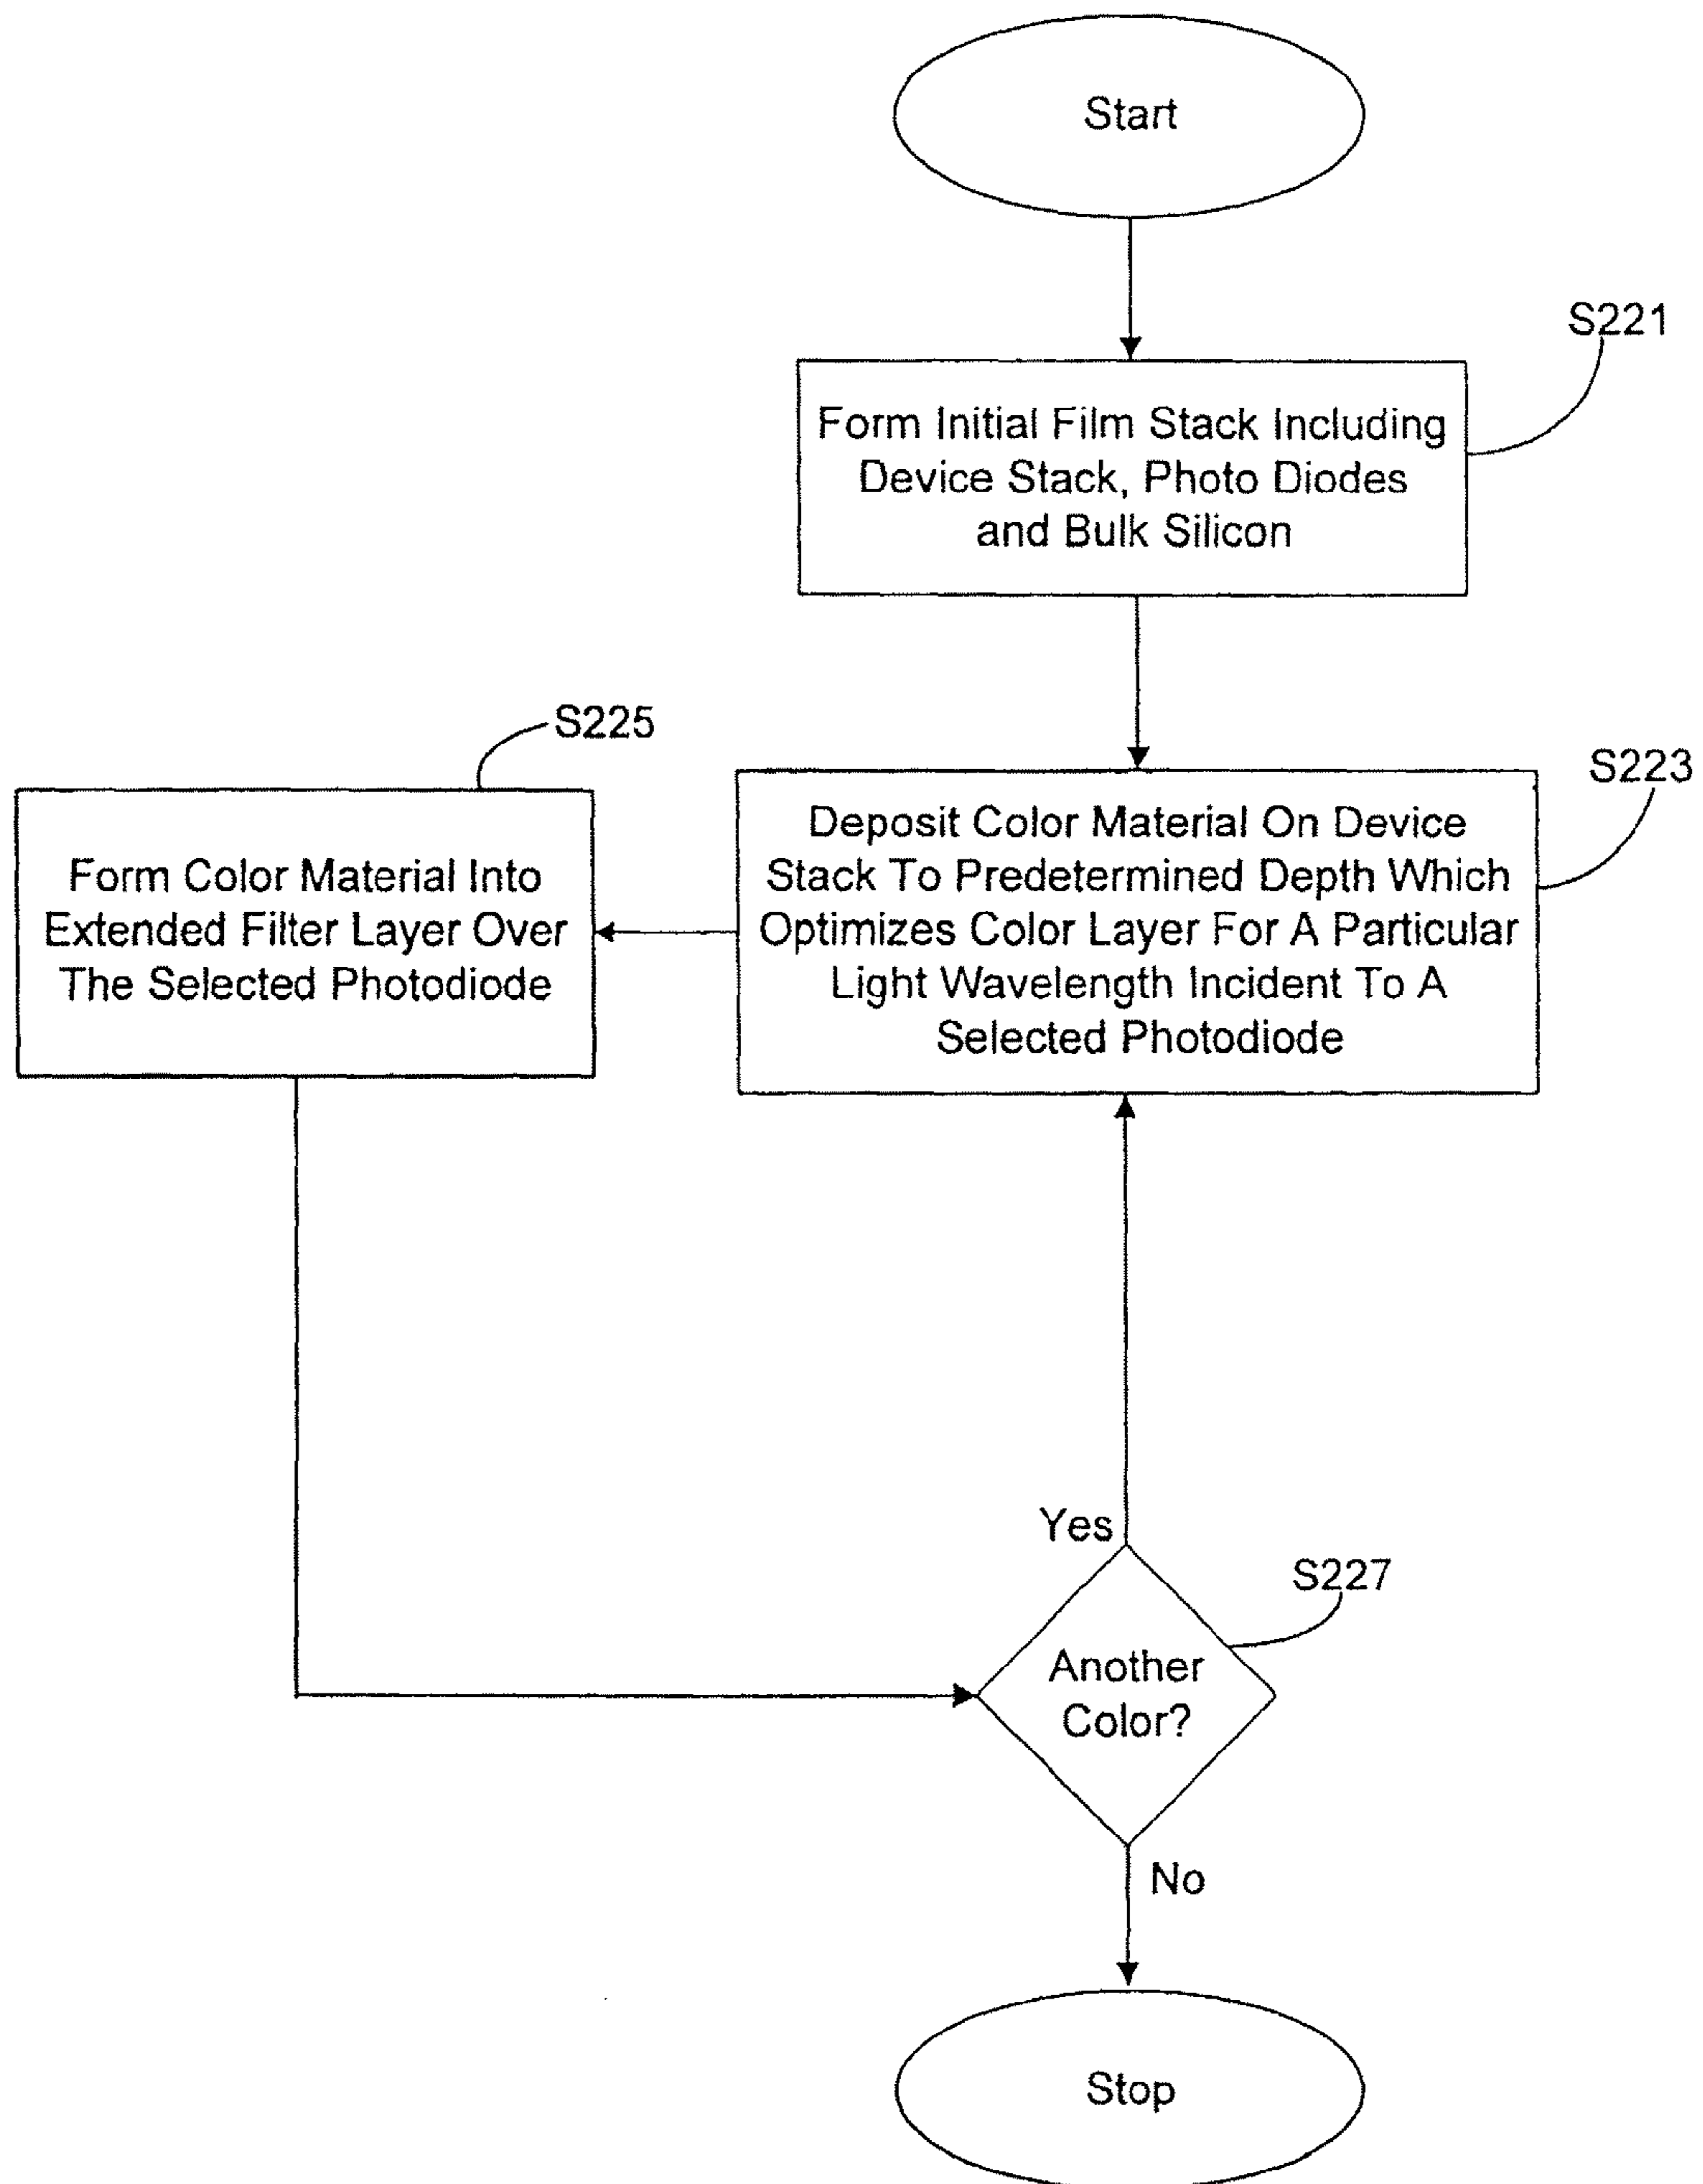 Start
S221
Form Initial Film Stack Including
Device Stack, Photo Diodes
and Bulk Silicon
S225
S223
Form Color Material Into
Extended Filter Layer Over
The Selected Photodiode
Deposit Color Material On Device
Stack To Predetermined Depth Which
Optimizes Color Layer For A Particular
Light Wavelength Incident To A
Selected Photodiode
Yes
S227
Another
Color?
No
Stop